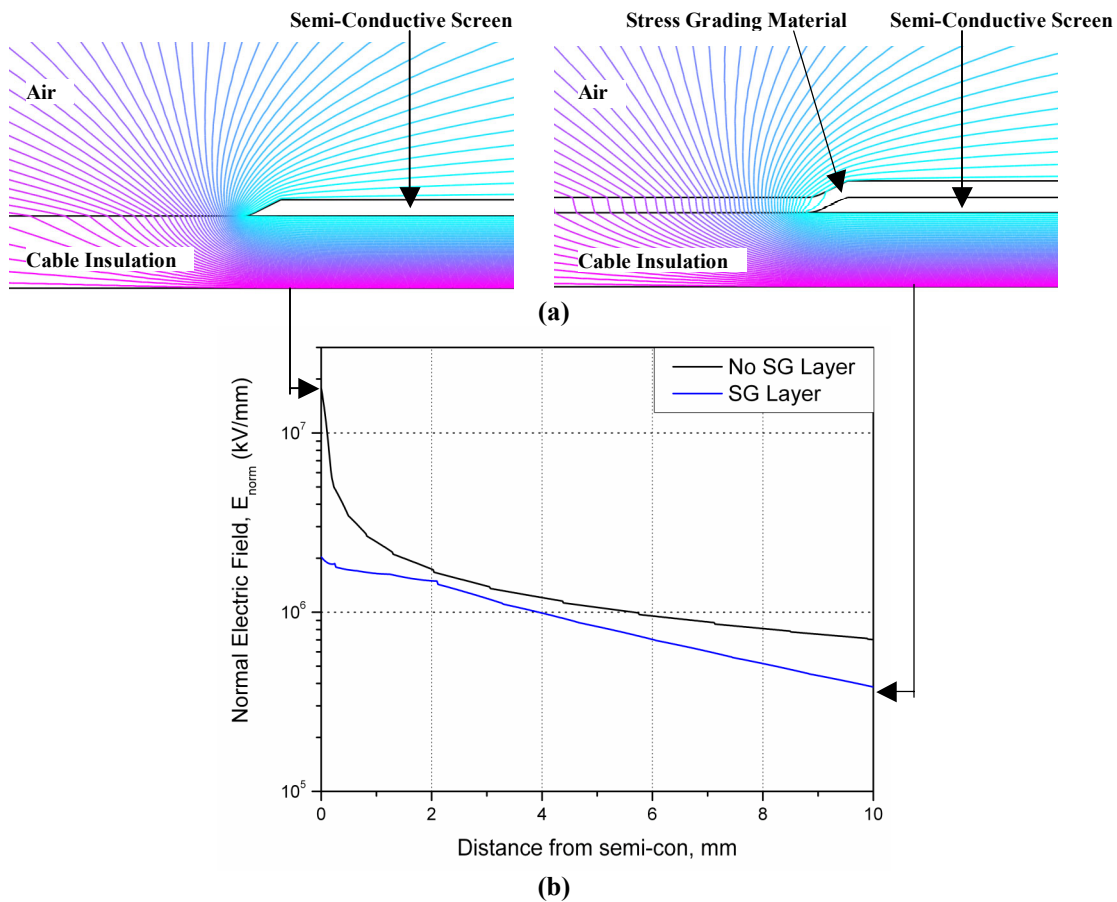 Semi-Conductive Screen
Stress Grading Material
Semi-Conductive Screen
Air
Cable Insulation
Air
Cable Insulation
(a)
No SG Layer
SG Layer
Normal Electric Field, E_norm (kV/mm)
10^7
10^6
10^5
0 2 4 6 8 10
Distance from semi-con, mm
(b)